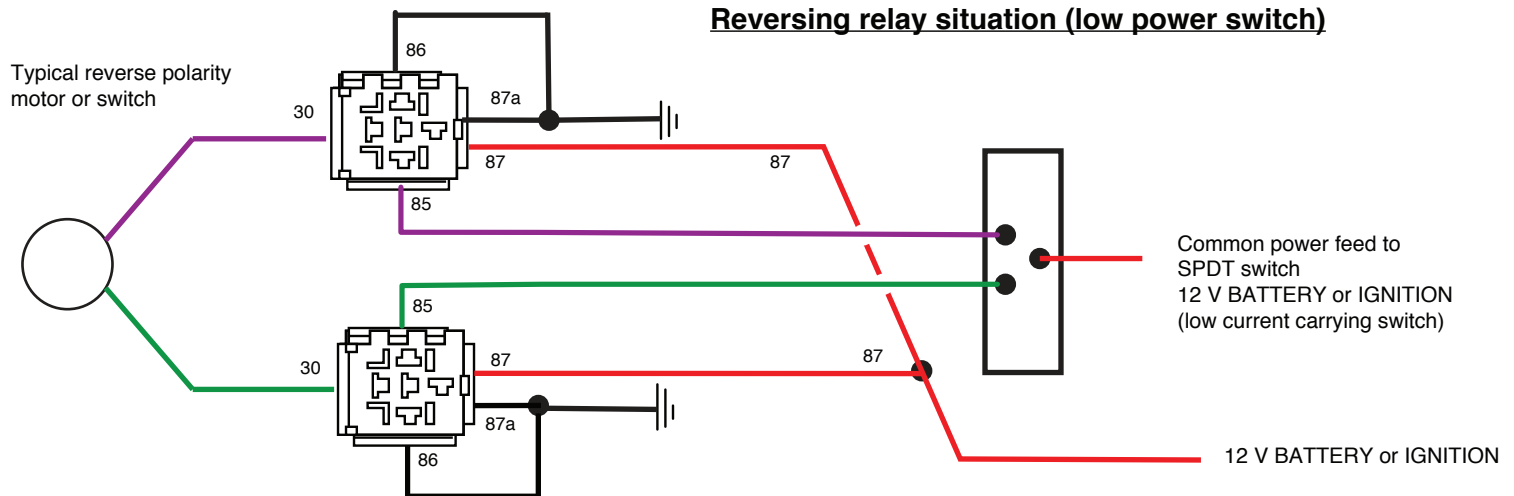 Reversing relay situation (low power switch)
Typical reverse polarity
motor or switch
86
30
87a
87
87
85
Common power feed to
SPDT switch
12 V BATTERY or IGNITION
(low current carrying switch)
85
30
87
87
87a
86
12 V BATTERY or IGNITION